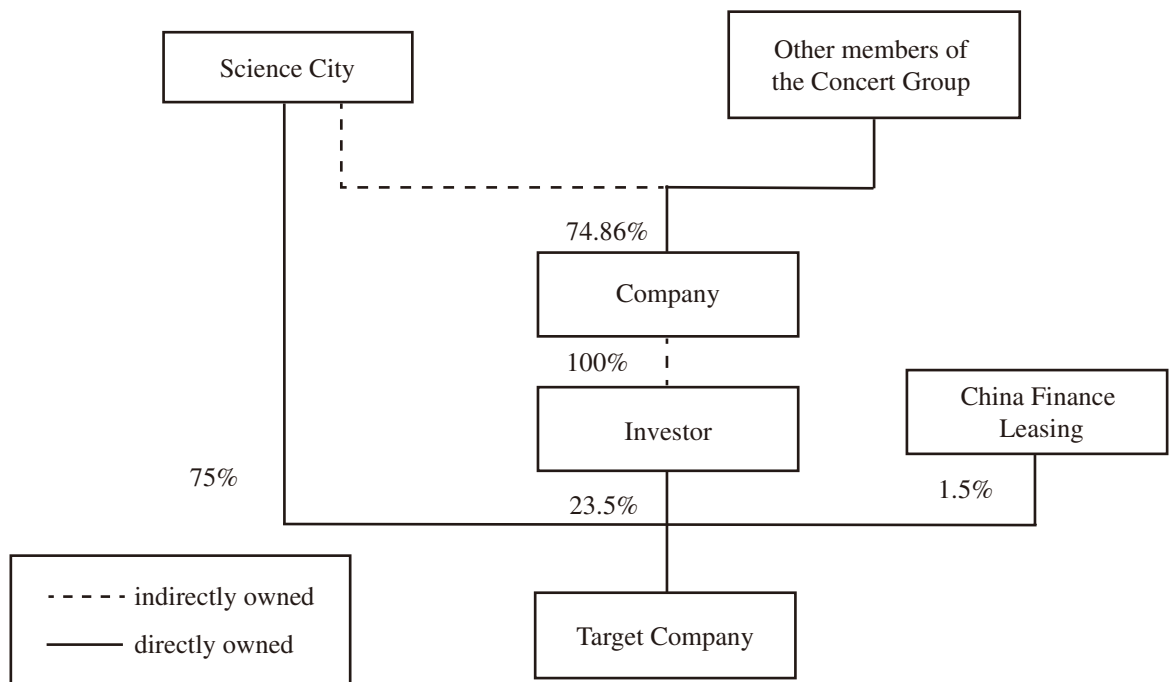 Science City
Other members of
the Concert Group
74.86%
Company
100%
Investor
China Finance
Leasing
75%
23.5%
1.5%
Target Company
indirectly owned
directly owned